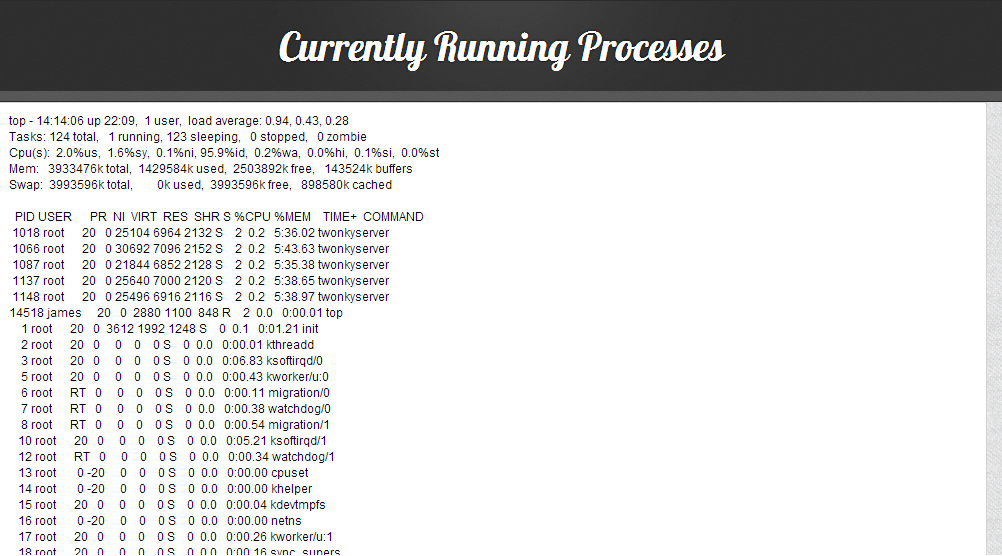 Currently Running Processes
top - 14:14:06 up 22:09, 1 user, load average: 0.94, 0.43, 0.28
Tasks: 124 total, 1 running, 123 sleeping, 0 stopped, 0 zombie
Cpu(s): 2.0%us, 1.6%sy, 0.1%ni, 95.9%id, 0.2%wa, 0.0%hi, 0.1%si, 0.0%st
Mem: 3933476k total, 1429584k used, 2503892k free, 143524k buffers
Swap: 3993596k total, 0k used, 3993596k free, 898580k cached
PID USER PR NI VIRT RES SHR S %CPU %MEM TIME+ COMMAND
1018 root 20 0 25104 6964 2132 S 2 0.2 5:36.02 twonkyserver
1066 root 20 0 30692 7096 2152 S 2 0.2 5:43.63 twonkyserver
1087 root 20 0 21844 6852 2128 S 2 0.2 5:35.38 twonkyserver
1137 root 20 0 25640 7000 2120 S 2 0.2 5:38.65 twonkyserver
1148 root 20 0 25496 6916 2116 S 2 0.2 5:38.97 twonkyserver
14518 james 20 0 2880 1100 848 R 2 0.0 0:00.01 top
1 root 20 0 3612 1992 1248 S 0 0.1 0:01.21 init
2 root 20 0 0 0 0 S 0 0.0 0:00.01 kthreadd
3 root 20 0 0 0 0 S 0 0.0 0:06.83 ksoftirqd/0
5 root 20 0 0 0 0 S 0 0.0 0:00.43 kworker/u:0
6 root RT 0 0 0 0 S 0 0.0 0:00.11 migration/0
7 root RT 0 0 0 0 S 0 0.0 0:00.38 watchdog/0
8 root RT 0 0 0 0 S 0 0.0 0:00.54 migration/1
10 root 20 0 0 0 0 S 0 0.0 0:05.21 ksoftirqd/1
12 root RT 0 0 0 0 S 0 0.0 0:00.34 watchdog/1
13 root 0 -20 0 0 0 S 0 0.0 0:00.00 cpuset
14 root 0 -20 0 0 0 S 0 0.0 0:00.00 khelper
15 root 20 0 0 0 0 S 0 0.0 0:00.04 kdevtmpfs
16 root 0 -20 0 0 0 S 0 0.0 0:00.00 netns
17 root 20 0 0 0 0 S 0 0.0 0:00.26 kworker/u:1
18 root 20 0 0 0 0 S 0 0.0 0:00.16 sync_supers